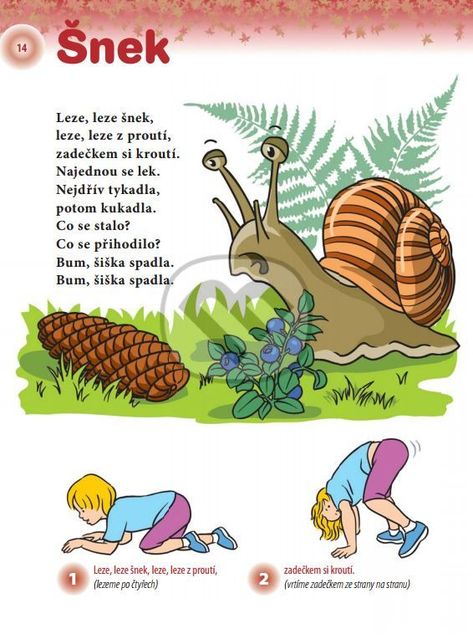 14
Šnek
Leze, leze šnek,
leze, leze z proutí,
zadečkem si kroutí.
Najednou se lek.
Nejdřív tykadla,
potom kukadla.
Co se stalo?
Co se přihodilo?
Bum, šiška spadla.
Bum, šiška spadla.
1
Leze, leze šnek, leze, leze z proutí,
(lezeme po čtyřech)
2
zadečkem si kroutí.
(vrtíme zadečkem ze strany na stranu)